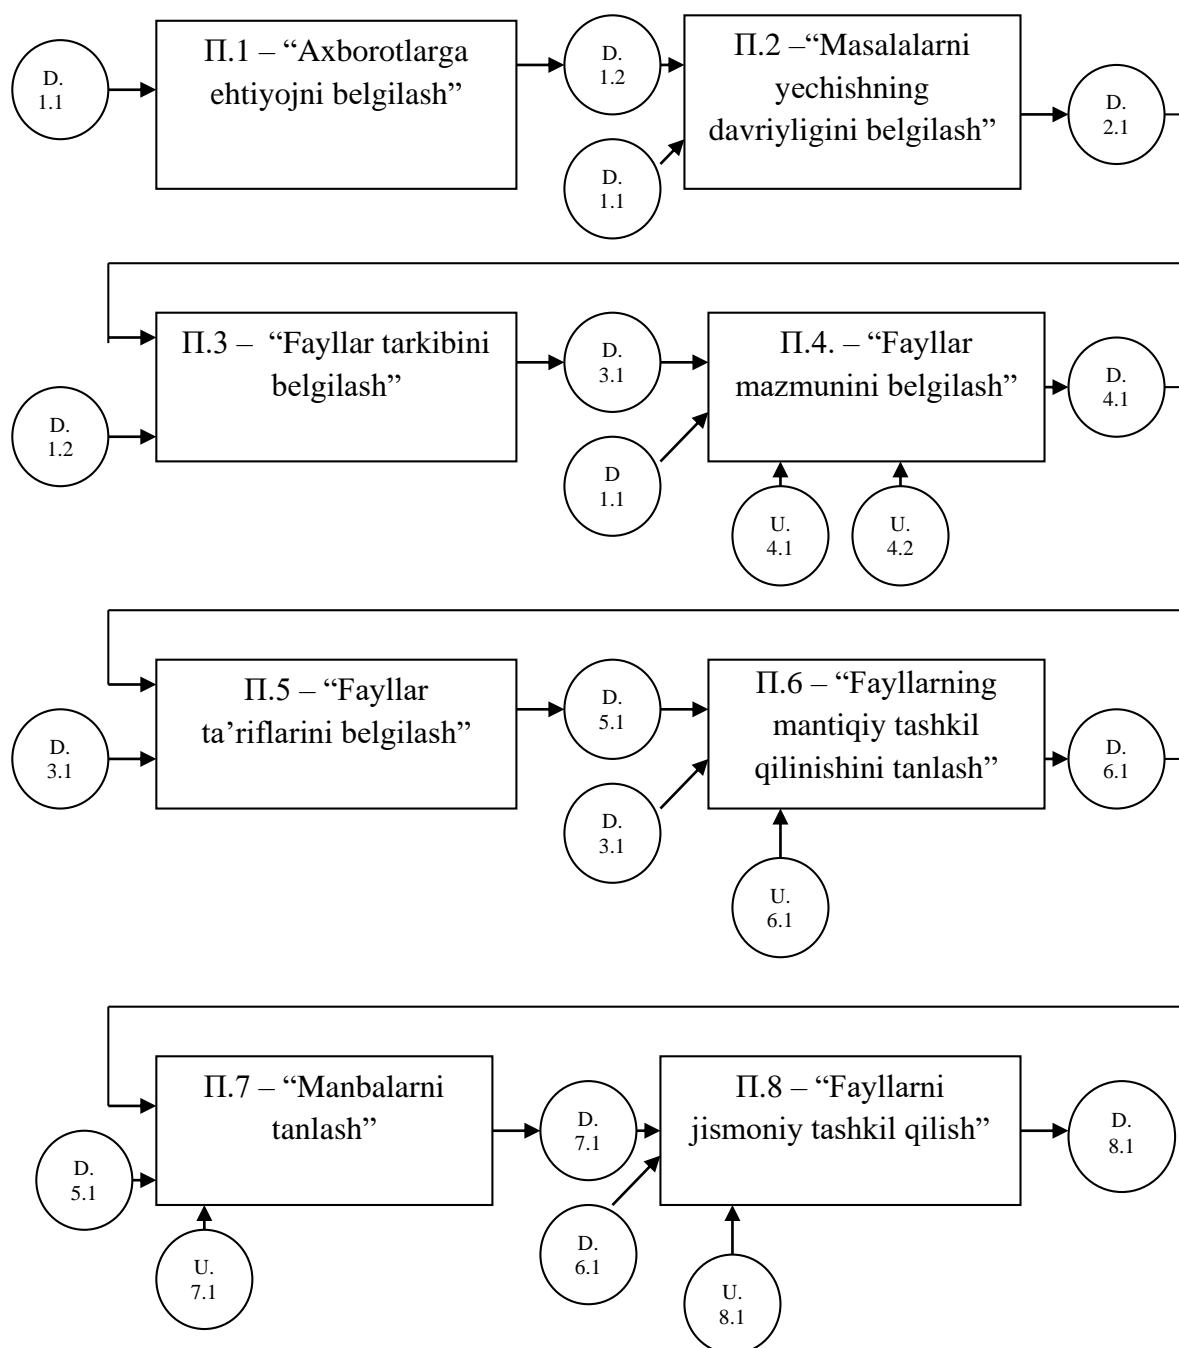 D.
1.1
П.1 – “Axborotlarga
ehtiyojni belgilash”
D.
1.2
D.
1.1
П.2 –“Masalalarni
yechishning
davriyligini belgilash”
D.
2.1
D.
1.2
П.3 – “Fayllar tarkibini
belgilash”
D.
3.1
D
1.1
П.4. – “Fayllar
mazmunini belgilash”
U.
4.1
U.
4.2
D.
4.1
D.
3.1
П.5 – “Fayllar
ta’riflarini belgilash”
D.
5.1
D.
3.1
П.6 – “Fayllarning
mantiqiy tashkil
qilinishini tanlash”
U.
6.1
D.
6.1
D.
5.1
П.7 – “Manbalarni
tanlash”
U.
7.1
D.
7.1
D.
6.1
П.8 – “Fayllarni
jismoniy tashkil qilish”
U.
8.1
D.
8.1